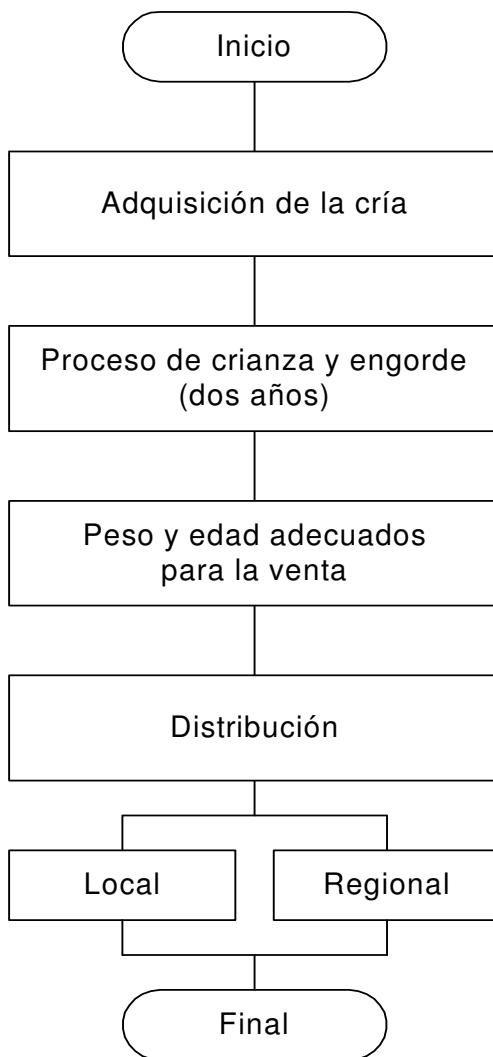 Inicio
Adquisición de la cría
Proceso de crianza y engorde
(dos años)
Peso y edad adecuados
para la venta
Distribución
Local
Regional
Final